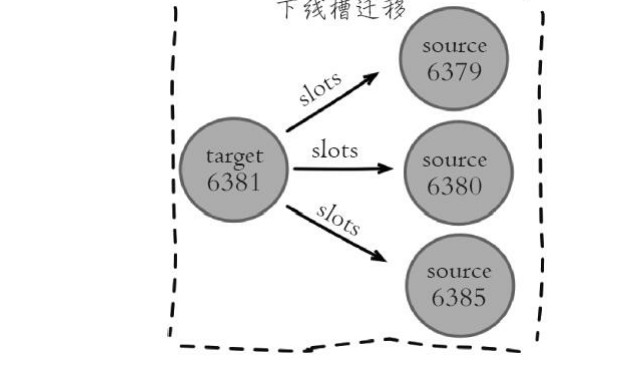 下线槽迁移
source
6379
slots
target
6381
slots
source
6380
slots
source
6385